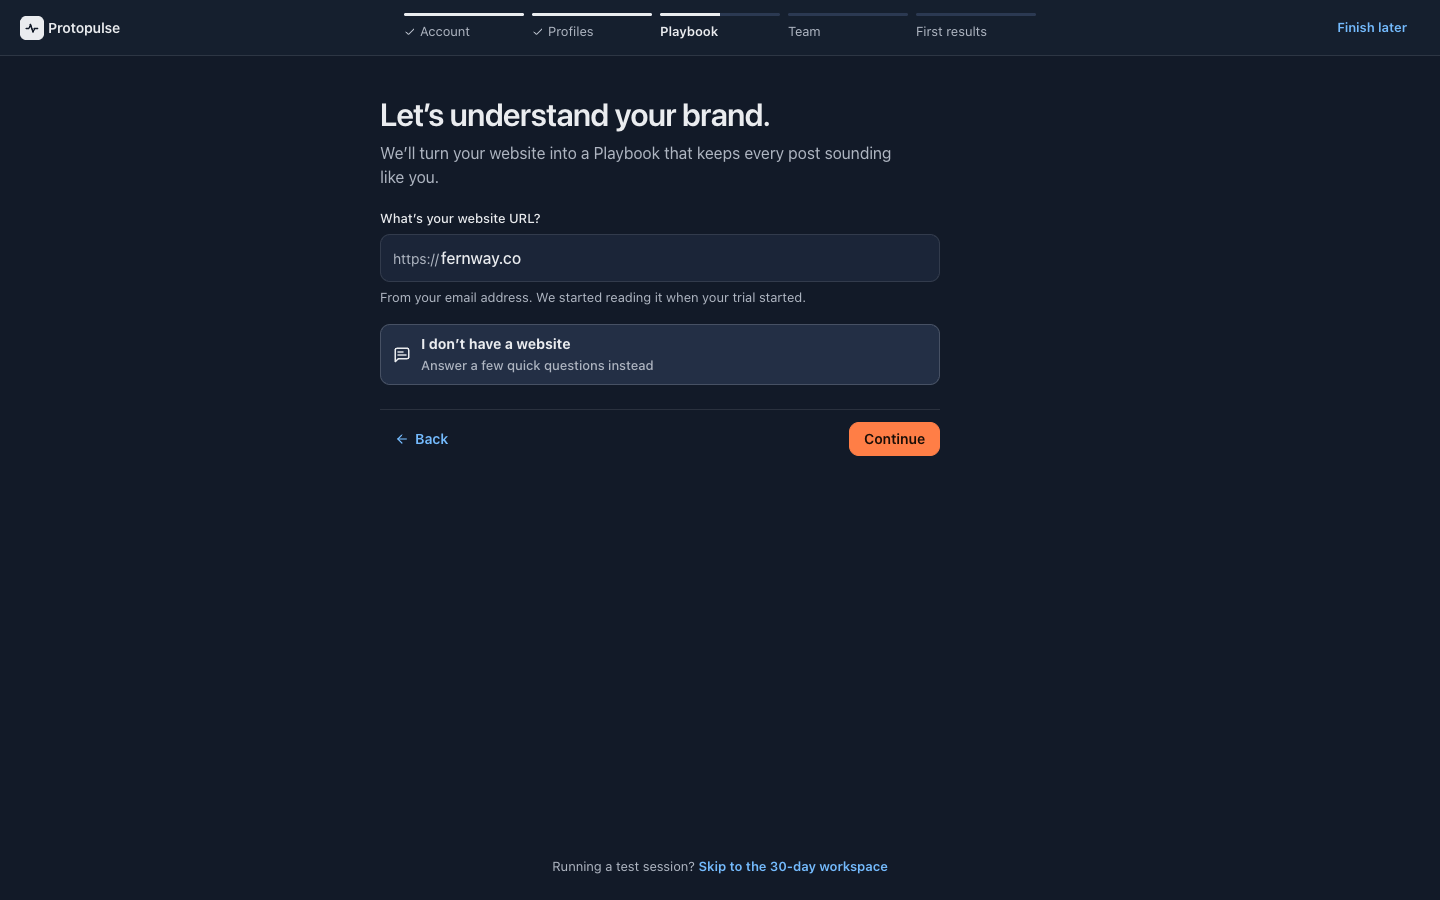 Protopulse
Account
Profiles
Playbook
Team
First results
Finish later
Let’s understand your brand.
We’ll turn your website into a Playbook that keeps every post sounding
like you.
What’s your website URL?
https://fernway.co
From your email address. We started reading it when your trial started.
I don’t have a website
Answer a few quick questions instead
Back
Continue
Running a test session? Skip to the 30-day workspace